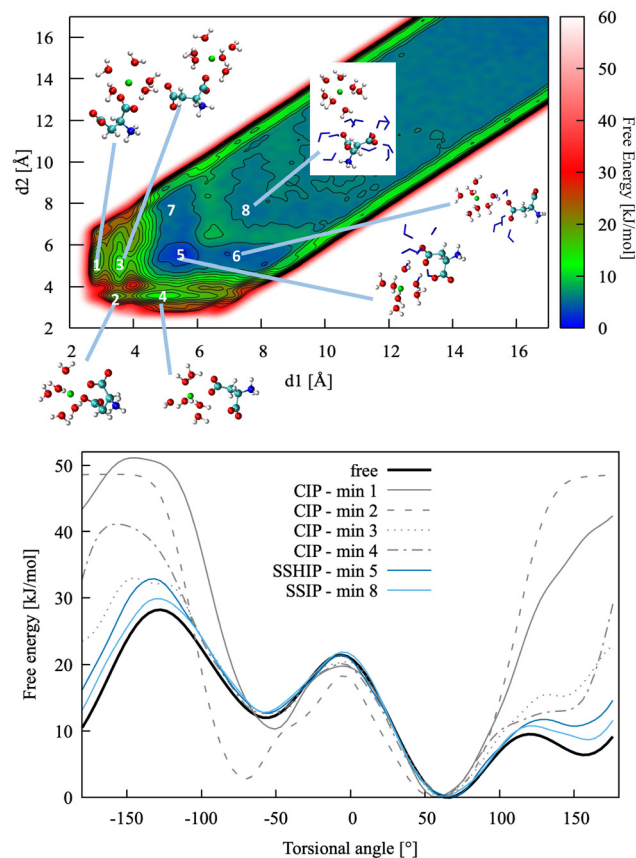 16
14
12
10
8
6
4
2
d2 [Å]
1
2
3
4
5
6
7
8
2 4 6 8 10 12 14 16
d1 [Å]
60
50
40
30
20
10
0
Free Energy [kJ/mol]
50
40
30
20
10
0
Free energy [kJ/mol]
free
CIP - min 1
CIP - min 2
CIP - min 3
CIP - min 4
SSHIP - min 5
SSIP - min 8
-150 -100 -50 0 50 100 150
Torsional angle [°]